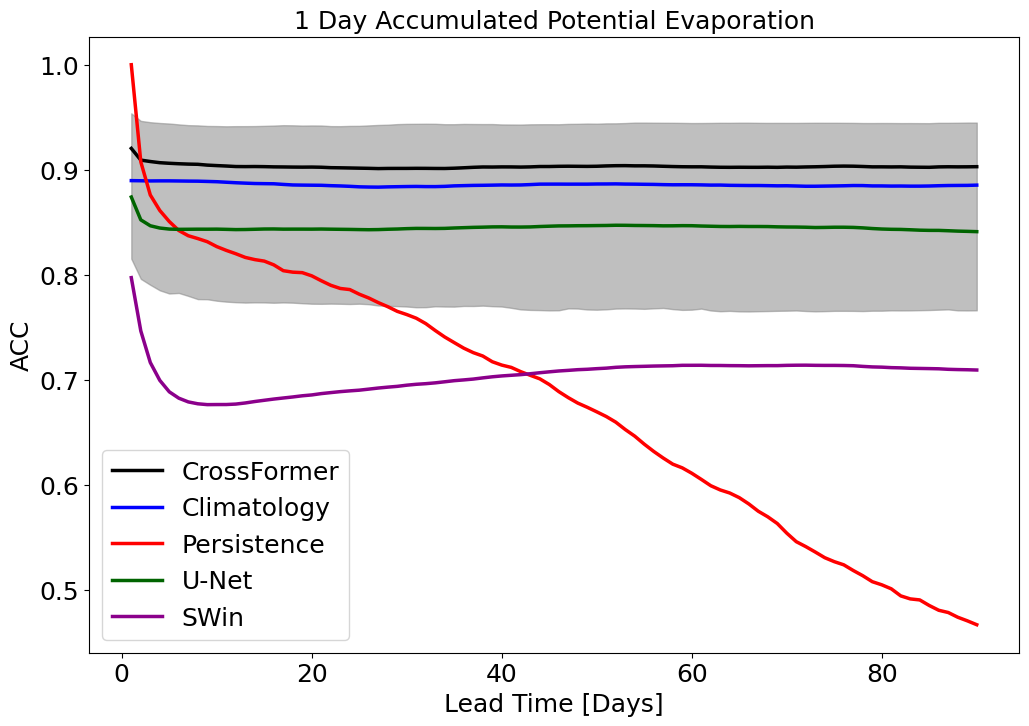 1 Day Accumulated Potential Evaporation
1.0
0.9
0.8
0.7
0.6
0.5
ACC
CrossFormer
Climatology
Persistence
U-Net
SWin
0 20 40 60 80
Lead Time [Days]